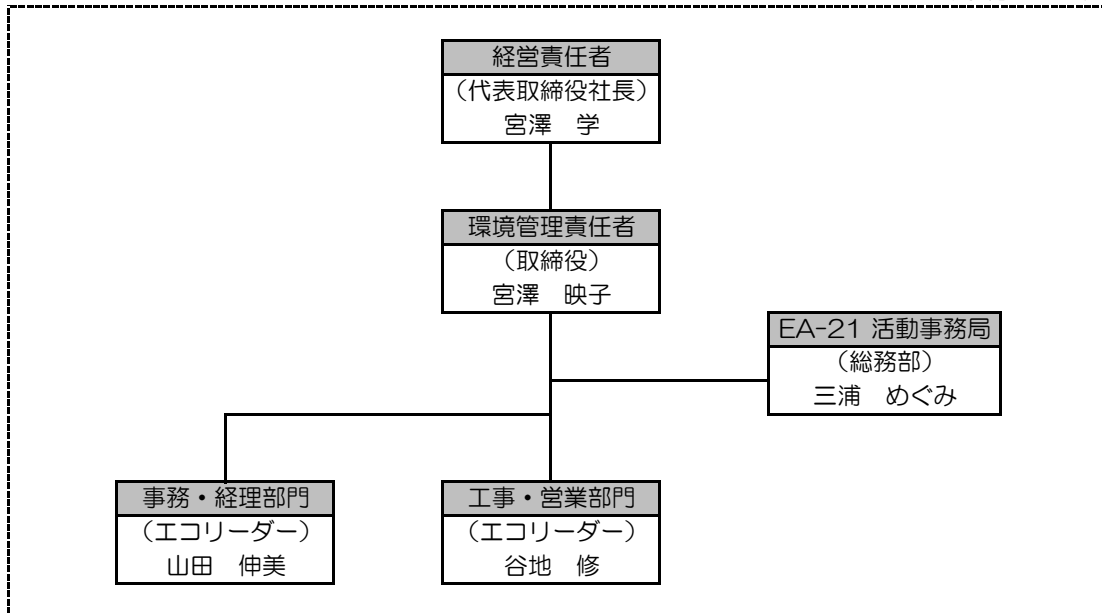 経営責任者
（代表取締役社長）
宮澤　学
環境管理責任者
（取締役）
宮澤　映子
EA-21 活動事務局
（総務部）
三浦　めぐみ
事務・経理部門
（エコリーダー）
山田　伸美
工事・営業部門
（エコリーダー）
谷地　修